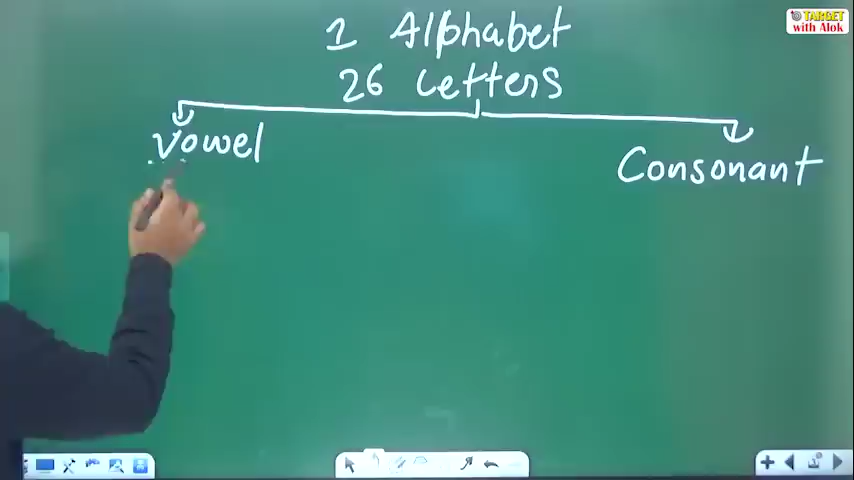 1 Alphabet
26 Letters
Vowel
Consonant
TARGET
with Alok